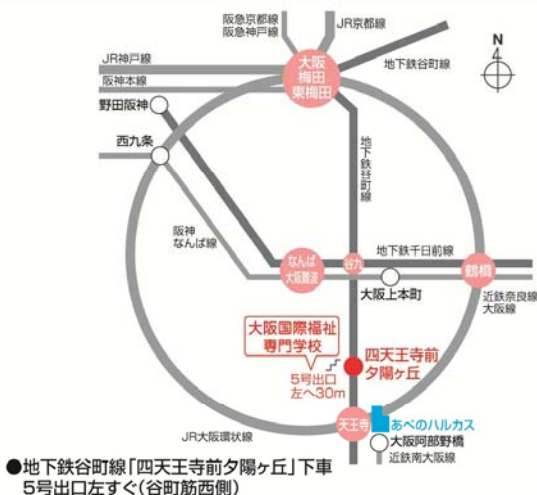 阪急京都線
阪急神戸線
JR京都線
N
JR神戸線
大阪
梅田
東梅田
地下鉄谷町線
阪神本線
野田阪神
西九条
地下鉄谷町線
阪神
なんば線
なんば
大阪難波
谷九
地下鉄千日前線
鶴橋
大阪上本町
近鉄奈良線
大阪線
大阪国際福祉
専門学校
5号出口
左へ30m
四天王寺前
夕陽ヶ丘
天王寺
あべのハルカス
大阪阿部野橋
JR大阪環状線
近鉄南大阪線
●地下鉄谷町線「四天王寺前夕陽ヶ丘」下車
5号出口左すぐ(谷町筋西側)